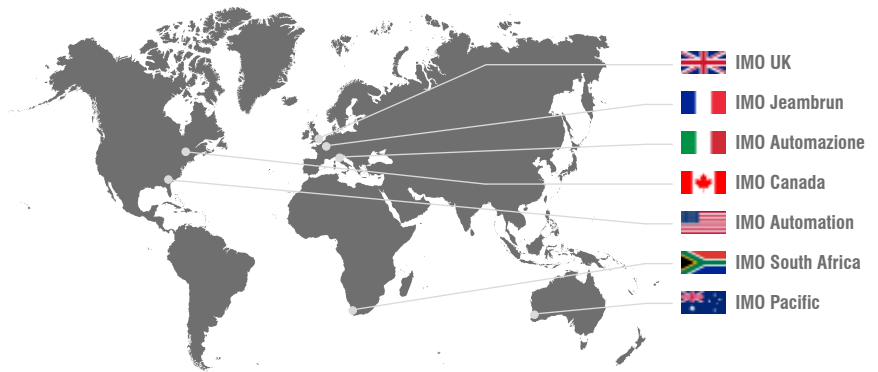 IMO UK
IMO Jeambrun
IMO Automazione
IMO Canada
IMO Automation
IMO South Africa
IMO Pacific